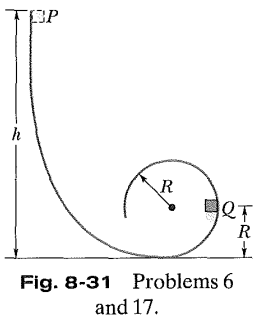 P
h
R
Q
R
Fig. 8-31 Problems 6
and 17.